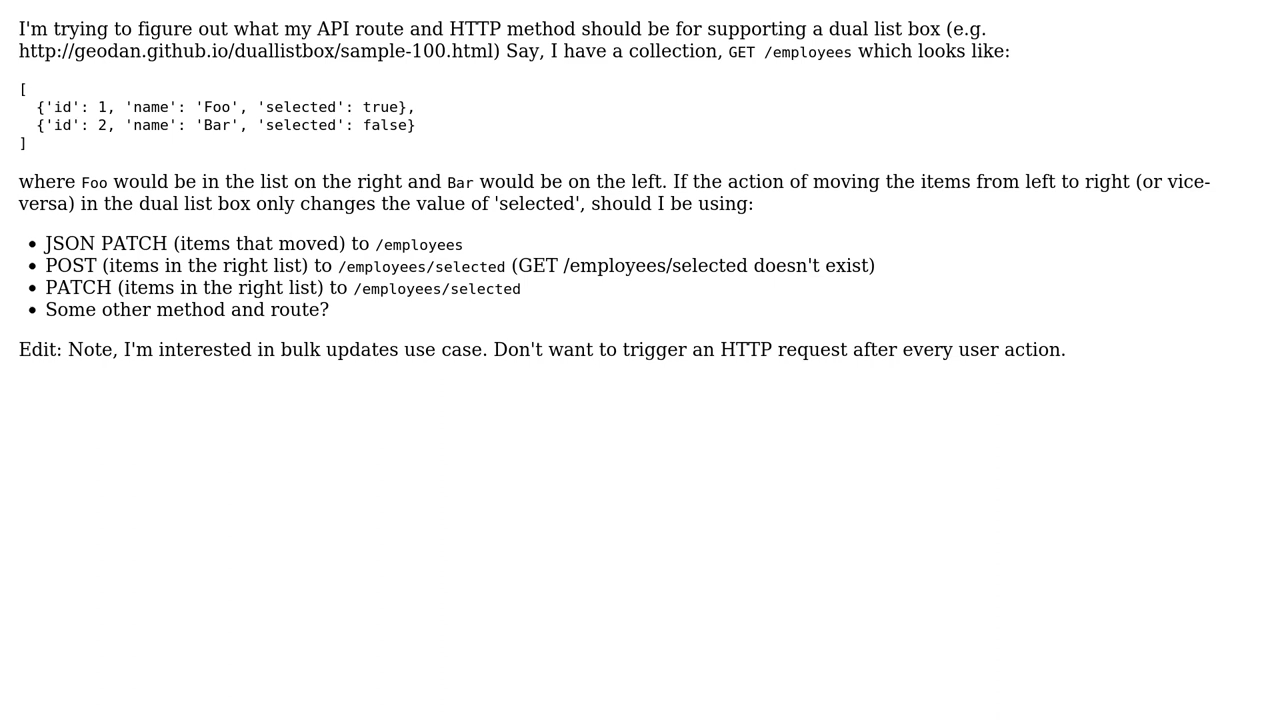 I'm trying to figure out what my API route and HTTP method should be for supporting a dual list box (e.g.
http://geodan.github.io/duallistbox/sample-100.html) Say, I have a collection, GET /employees which looks like:
[
  {'id': 1, 'name': 'Foo', 'selected': true},
  {'id': 2, 'name': 'Bar', 'selected': false}
]
where Foo would be in the list on the right and Bar would be on the left. If the action of moving the items from left to right (or vice-
versa) in the dual list box only changes the value of 'selected', should I be using:
• JSON PATCH (items that moved) to /employees
• POST (items in the right list) to /employees/selected (GET /employees/selected doesn't exist)
• PATCH (items in the right list) to /employees/selected
• Some other method and route?
Edit: Note, I'm interested in bulk updates use case. Don't want to trigger an HTTP request after every user action.